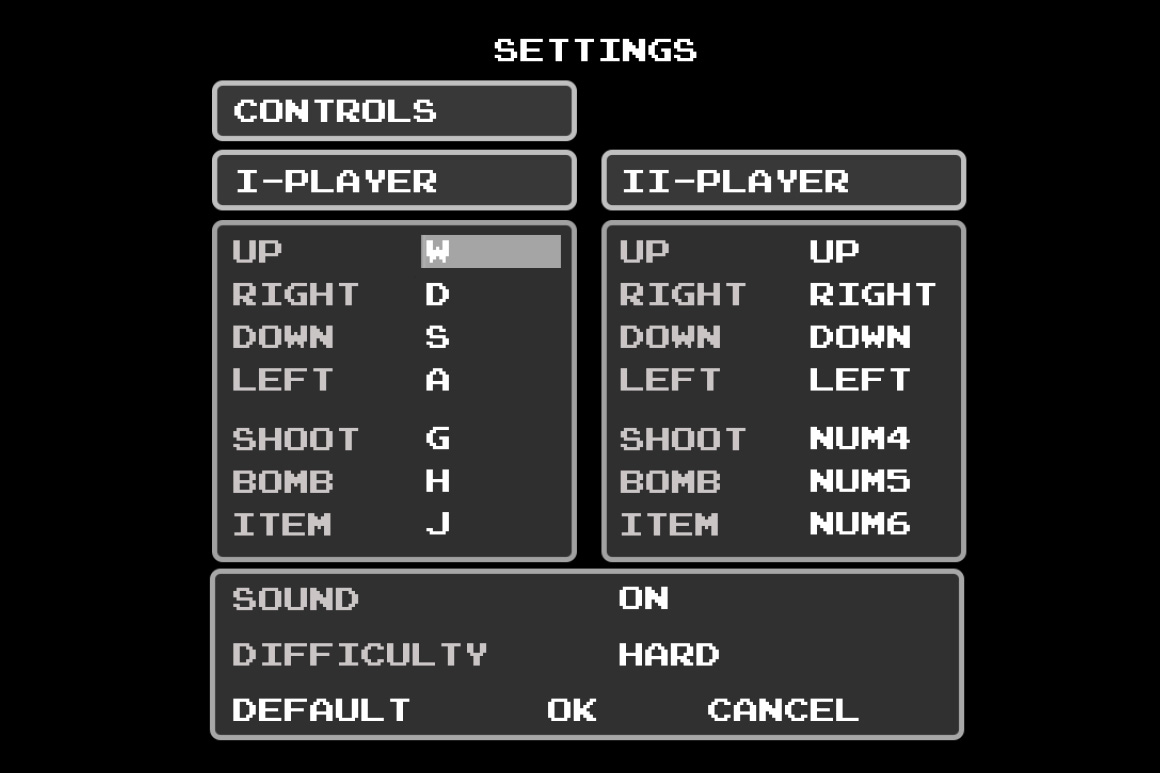 SETTINGS
CONTROLS
I-PLAYER II-PLAYER
UP W UP UP
RIGHT D RIGHT RIGHT
DOWN S DOWN DOWN
LEFT A LEFT LEFT
SHOOT G SHOOT NUM4
BOMB H BOMB NUM5
ITEM J ITEM NUM6
SOUND ON
DIFFICULTY HARD
DEFAULT OK CANCEL